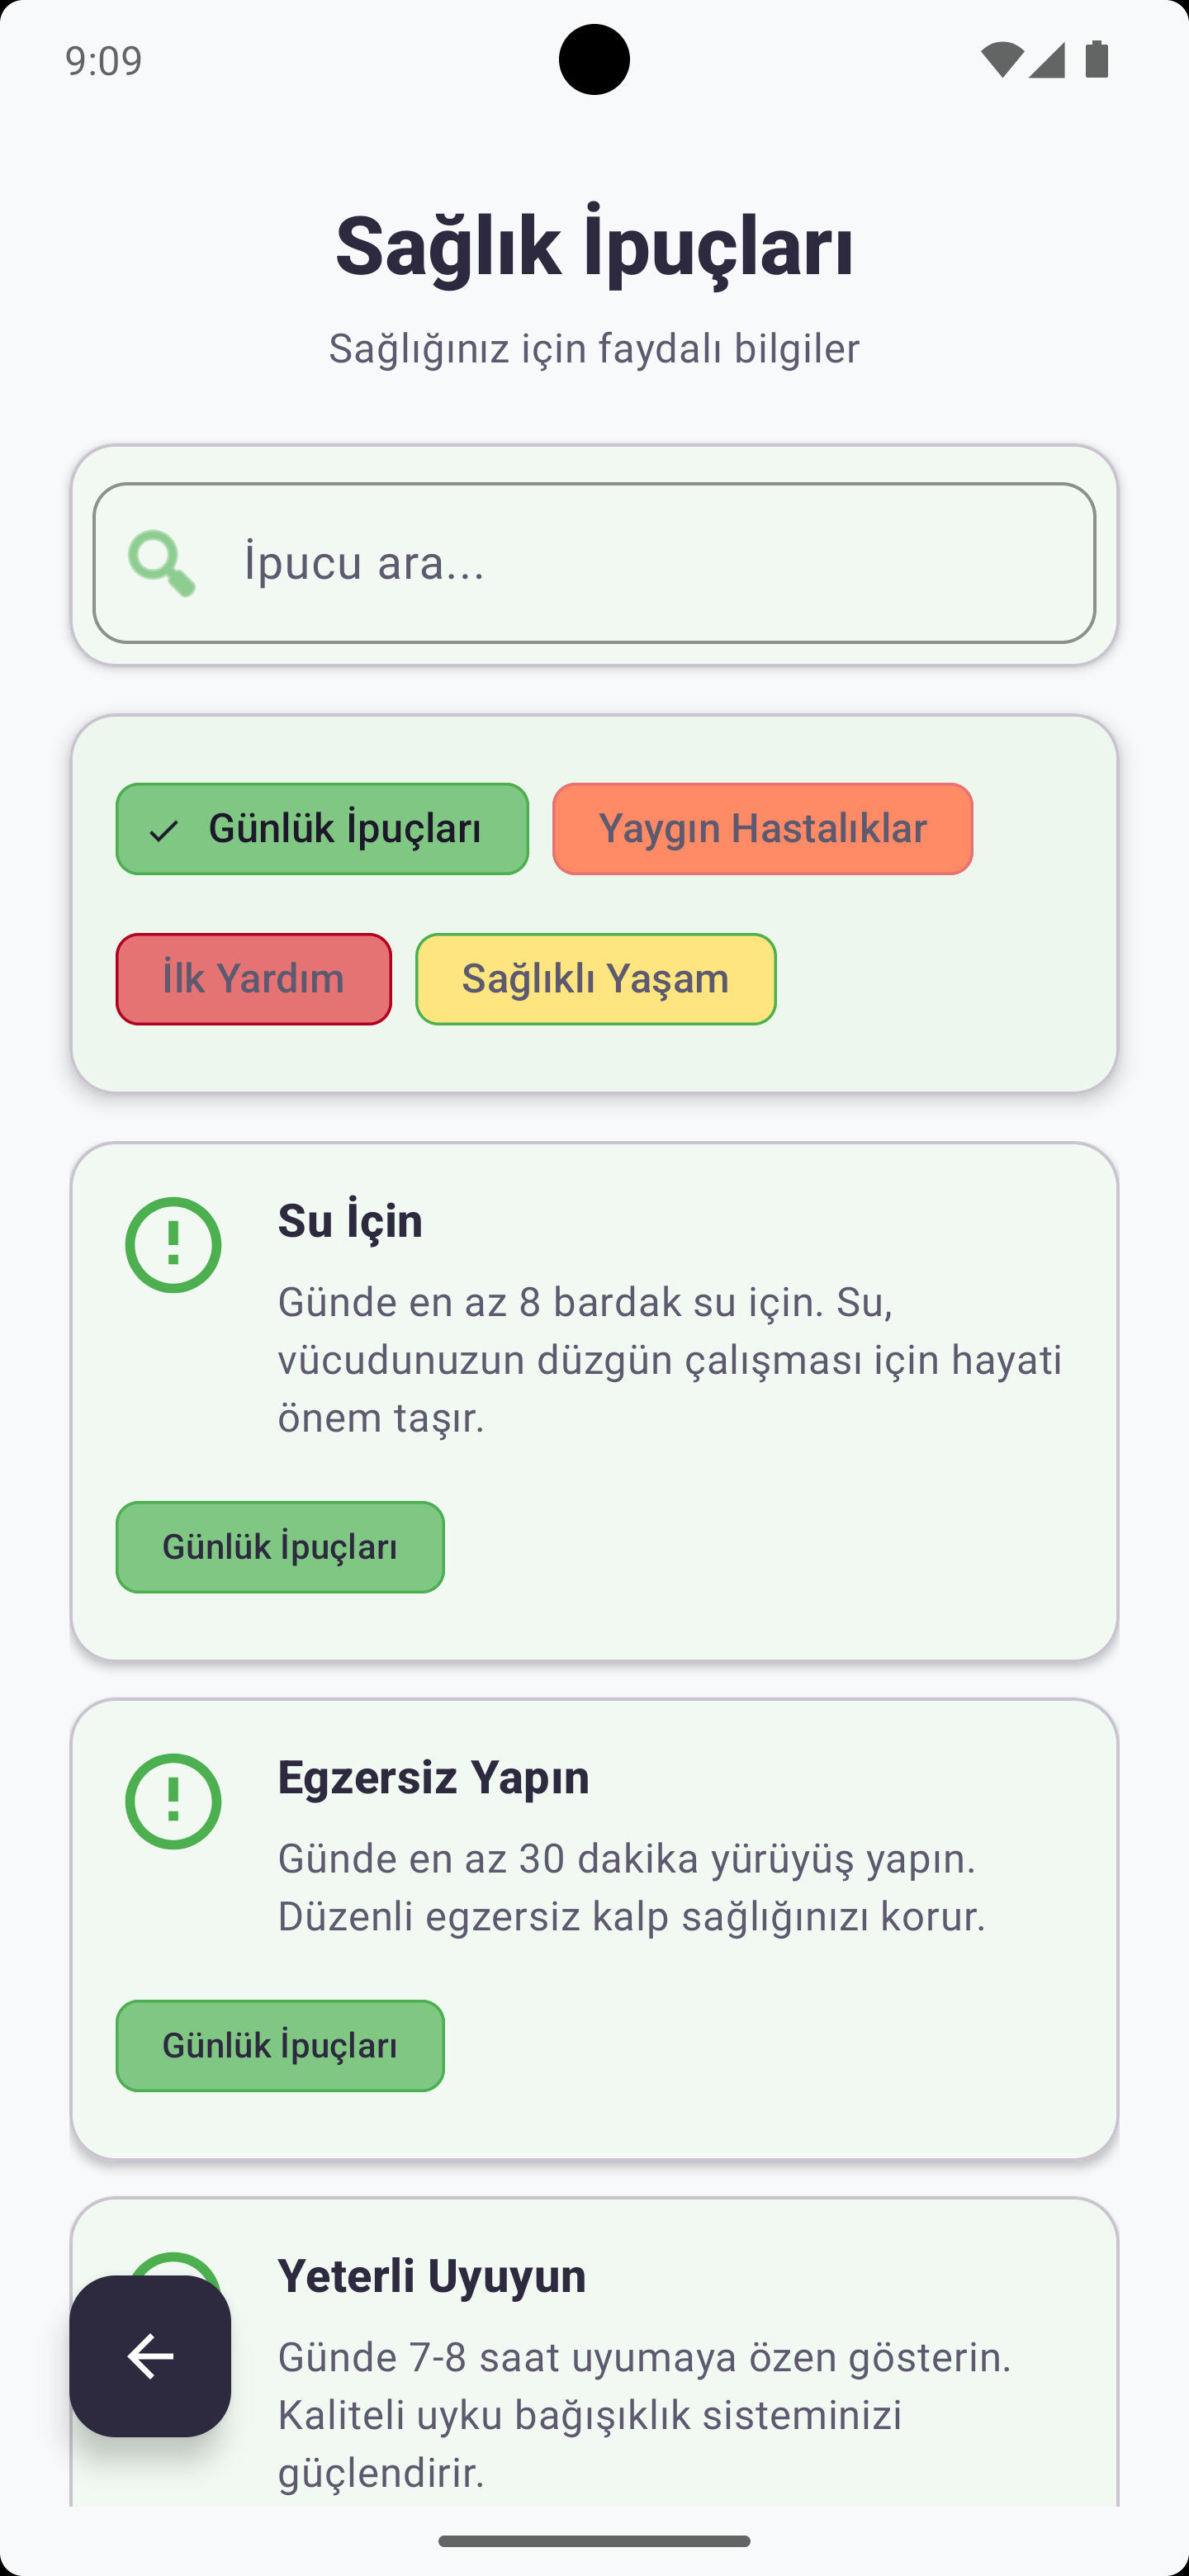 9:09
Sağlık İpuçları
Sağlığınız için faydalı bilgiler
İpucu ara...
Günlük İpuçları
Yaygın Hastalıklar
İlk Yardım
Sağlıklı Yaşam
Su İçin
Günde en az 8 bardak su için. Su,
vücudunuzun düzgün çalışması için hayati
önem taşır.
Günlük İpuçları
Egzersiz Yapın
Günde en az 30 dakika yürüyüş yapın.
Düzenli egzersiz kalp sağlığınızı korur.
Günlük İpuçları
Yeterli Uyuyun
Günde 7-8 saat uyumaya özen gösterin.
Kaliteli uyku bağışıklık sisteminizi
güçlendirir.